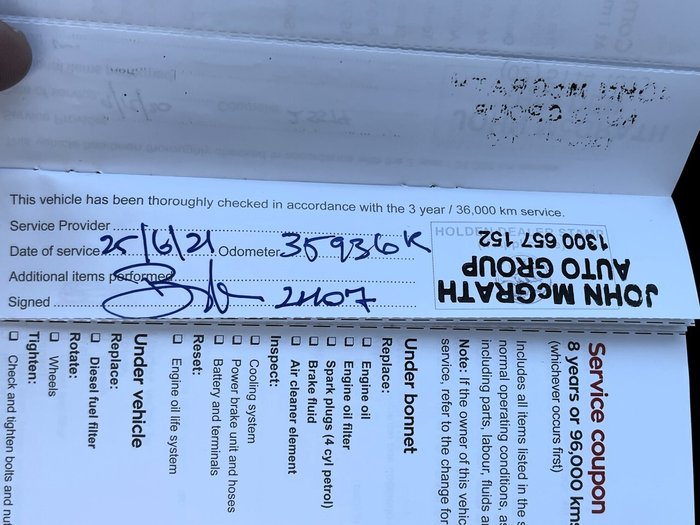 This vehicle has been thoroughly checked in accordance with the 3 year / 36,000 km service.
Service Provider
Date of service 25/6/21 Odometer 35936K
Additional items performed
Signed
HOLDEN DEALER STAMP
JOHN McGRATH
AUTO GROUP
1300 657 152
Service coupon
8 years or 96,000 kms
(whichever occurs first)
Includes all items listed in the
normal operating conditions,
including parts, labour, fluids
Note: If the owner of this
service, refer to the change for
Under bonnet
Replace:
☐ Engine oil
☐ Engine oil filter
☐ Spark plugs (4 cyl petrol)
☐ Brake fluid
☐ Air cleaner element
Inspect:
☐ Cooling system
☐ Power brake unit and hoses
☐ Battery and terminals
Reset:
☐ Engine oil life system
Under vehicle
Replace:
☐ Diesel fuel filter
Rotate:
☐ Wheels
Tighten:
☐ Check and tighten bolts and